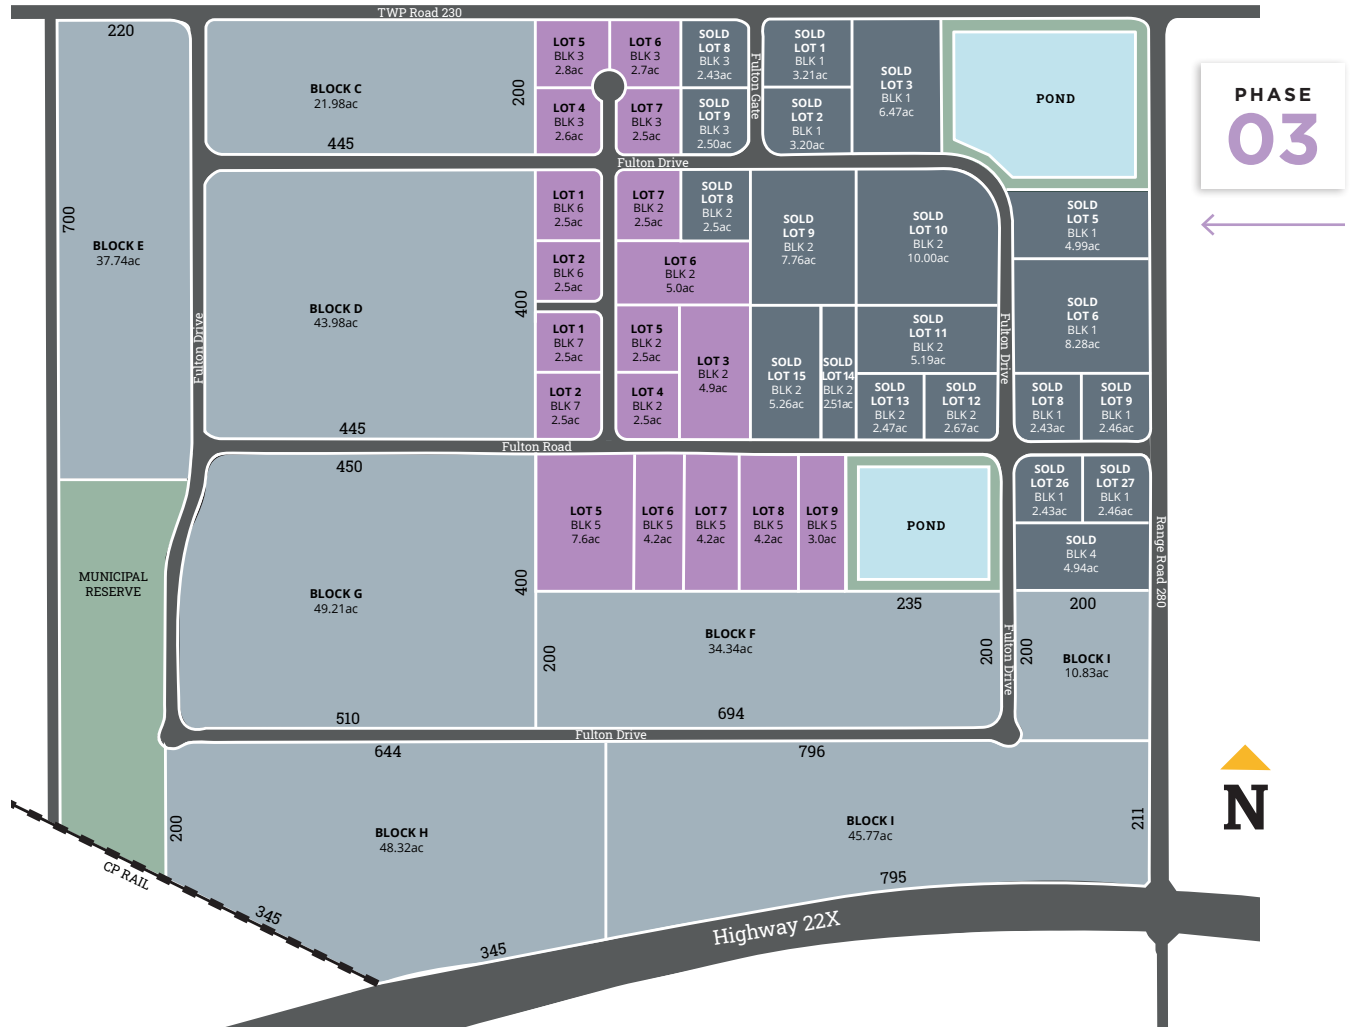 TWP Road 230
220
700
BLOCK E
37.74ac
BLOCK C
21.98ac
200
445
LOT 5
BLK 3
2.8ac
LOT 6
BLK 3
2.7ac
LOT 4
BLK 3
2.6ac
LOT 7
BLK 3
2.5ac
SOLD
LOT 8
BLK 3
2.43ac
SOLD
LOT 9
BLK 3
2.50ac
Fulton Gate
SOLD
LOT 1
BLK 1
3.21ac
SOLD
LOT 2
BLK 1
3.20ac
SOLD
LOT 3
BLK 1
6.47ac
POND
PHASE
03
Fulton Drive
BLOCK D
43.98ac
400
445
Fulton Drive
LOT 1
BLK 6
2.5ac
LOT 2
BLK 6
2.5ac
LOT 1
BLK 7
2.5ac
LOT 2
BLK 7
2.5ac
LOT 7
BLK 2
2.5ac
SOLD
LOT 8
BLK 2
2.5ac
LOT 6
BLK 2
5.0ac
LOT 5
BLK 2
2.5ac
LOT 4
BLK 2
2.5ac
LOT 3
BLK 2
4.9ac
SOLD
LOT 9
BLK 2
7.76ac
SOLD
LOT 10
BLK 2
10.00ac
SOLD
LOT 15
BLK 2
5.26ac
SOLD
LOT 14
BLK 2
2.51ac
SOLD
LOT 11
BLK 2
5.19ac
SOLD
LOT 13
BLK 2
2.47ac
SOLD
LOT 12
BLK 2
2.67ac
Fulton Drive
SOLD
LOT 5
BLK 1
4.99ac
SOLD
LOT 6
BLK 1
8.28ac
SOLD
LOT 8
BLK 1
2.43ac
SOLD
LOT 9
BLK 1
2.46ac
Fulton Road
450
BLOCK G
49.21ac
400
510
LOT 5
BLK 5
7.6ac
LOT 6
BLK 5
4.2ac
LOT 7
BLK 5
4.2ac
LOT 8
BLK 5
4.2ac
LOT 9
BLK 5
3.0ac
POND
SOLD
LOT 26
BLK 1
2.43ac
SOLD
LOT 27
BLK 1
2.46ac
SOLD
BLK 4
4.94ac
Range Road 280
MUNICIPAL
RESERVE
235
BLOCK F
34.34ac
200
200
694
Fulton Drive
200
200
BLOCK I
10.83ac
Fulton Drive
644
200
BLOCK H
48.32ac
345
345
796
BLOCK I
45.77ac
211
795
CP RAIL
Highway 22X
N